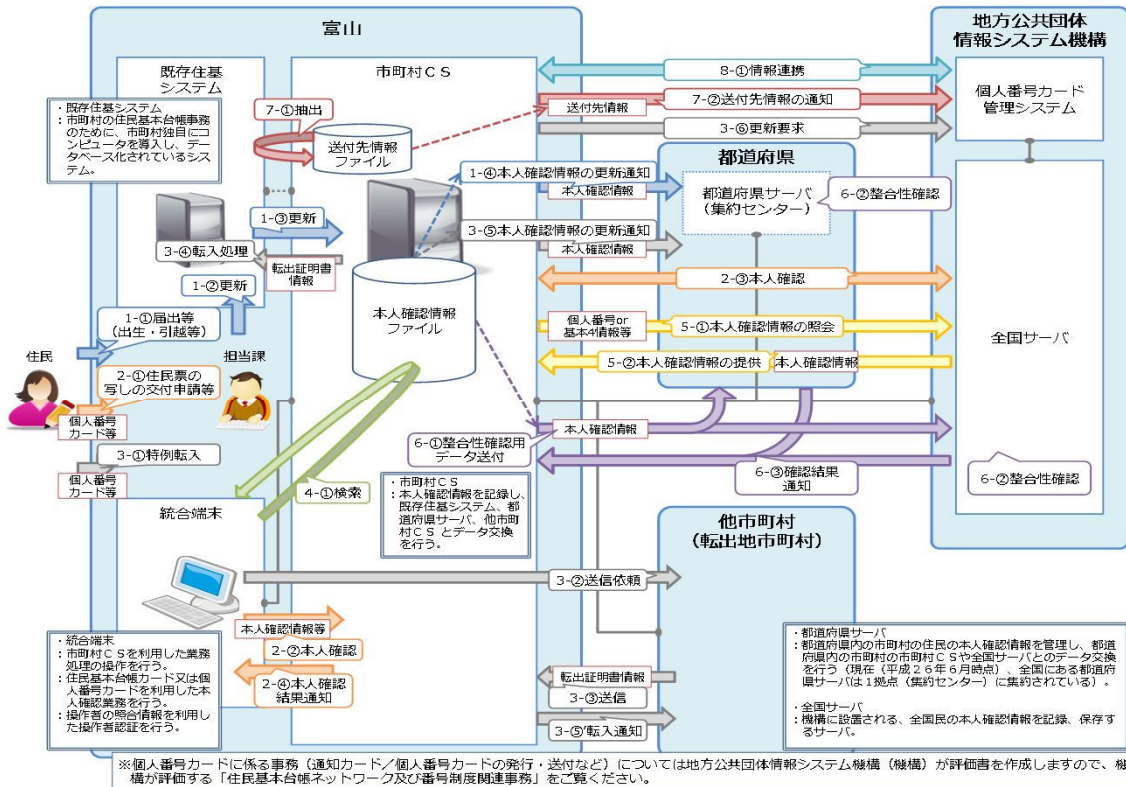 富山
地方公共団体
情報システム機構
既存住基
システム
市町村CS
・既存住基システム
：市町村の住民基本台帳事務
のために、市町村独自にコ
ンピュータを導入し、デー
タベース化されているシス
テム。
7-①抽出
送付先情報
ファイル
8-①情報連携
送付先情報
7-②送付先情報の通知
3-⑥更新要求
個人番号カード
管理システム
都道府県
1-④本人確認情報の更新通知
本人確認情報
都道府県サーバ
（集約センター）
6-②整合性確認
1-③更新
3-⑤本人確認情報の更新通知
本人確認情報
3-④転入処理
転出証明書
情報
1-②更新
2-③本人確認
本人確認情報
ファイル
個人番号or
基本4情報等
5-①本人確認情報の照会
全国サーバ
1-①届出等
（出生・引越等）
5-②本人確認情報の提供
本人確認情報
住民
担当課
2-①住民票の
写しの交付申請等
個人番号
カード等
本人確認情報
6-①整合性確認用
データ送付
3-①特例転入
個人番号
カード等
4-①検索
6-③確認結果
通知
6-②整合性確認
・市町村CS
：本人確認情報を記録し、
既存住基システム、都
道府県サーバ、他市町
村CS とデータ交換
を行う。
統合端末
他市町村
（転出地市町村）
3-②送信依頼
本人確認情報等
2-②本人確認
・統合端末
：市町村CSを利用した業務
処理の操作を行う。
：住民基本台帳カード又は個
人番号カードを利用した本
人確認業務を行う。
：操作者の照合情報を利用し
た操作者認証を行う。
2-④本人確認
結果通知
転出証明書情報
3-③送信
3-⑤’転入通知
・都道府県サーバ
：都道府県内の市町村の住民の本人確認情報を管理し、都道
府県内の市町村の市町村CSや全国サーバとのデータ交換
を行う（現在（平成２６年６月時点）、全国にある都道府
県サーバは１拠点（集約センター）に集約されている）。
・全国サーバ
：機構に設置される、全国民の本人確認情報を記録、保存す
るサーバ。
※個人番号カードに係る事務（通知カード／個人番号カードの発行・送付など）については地方公共団体情報システム機構（機構）が評価書を作成しますので、機
構が評価する「住民基本台帳ネットワーク及び番号制度関連事務」をご覧ください。